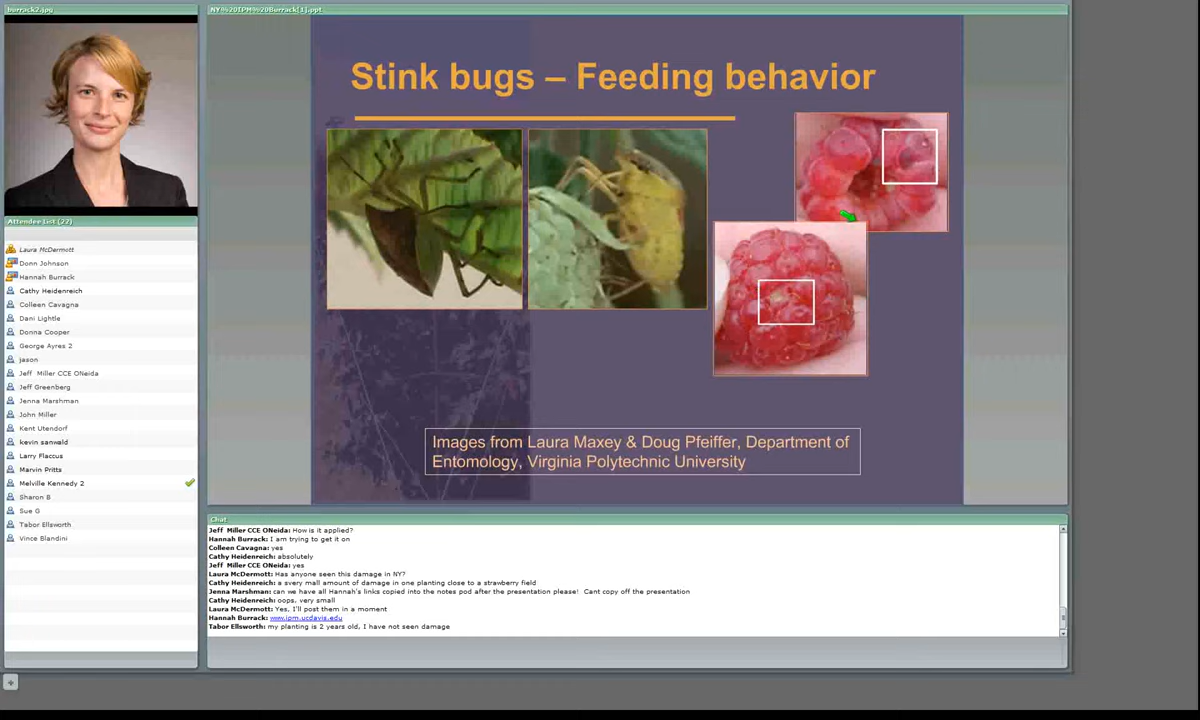 burrack2.jpg
NY%20IPM%20Burrack[1].ppt
Stink bugs – Feeding behavior
Images from Laura Maxey & Doug Pfeiffer, Department of
Entomology, Virginia Polytechnic University
Attendee List (22)
Laura McDermott
Donn Johnson
Hannah Burrack
Cathy Heidenreich
Colleen Cavagna
Dani Lightle
Donna Cooper
George Ayres 2
jason
Jeff Miller CCE ONeida
Jeff Greenberg
Jenna Marshman
John Miller
Kent Utendorf
kevin sanwald
Larry Flaccus
Marvin Pritts
Melville Kennedy 2
Sharon B
Sue G
Tabor Ellsworth
Vince Biandini
Chat
Jeff Miller CCE ONeida: How is it applied?
Hannah Burrack: I am trying to get it on
Colleen Cavagna: yes
Cathy Heidenreich: absolutely
Jeff Miller CCE ONeida: yes
Laura McDermott: Has anyone seen this damage in NY?
Cathy Heidenreich: a svery mall amount of damage in one planting close to a strawberry field
Jenna Marshman: can we have all Hannah's links copied into the notes pod after the presentation please! Cant copy off the presentation
Cathy Heidenreich: oops, very small
Laura McDermott: Yes, I'll post them in a moment
Hannah Burrack: www.ipm.ucdavis.edu
Tabor Ellsworth: my planting is 2 years old, I have not seen damage